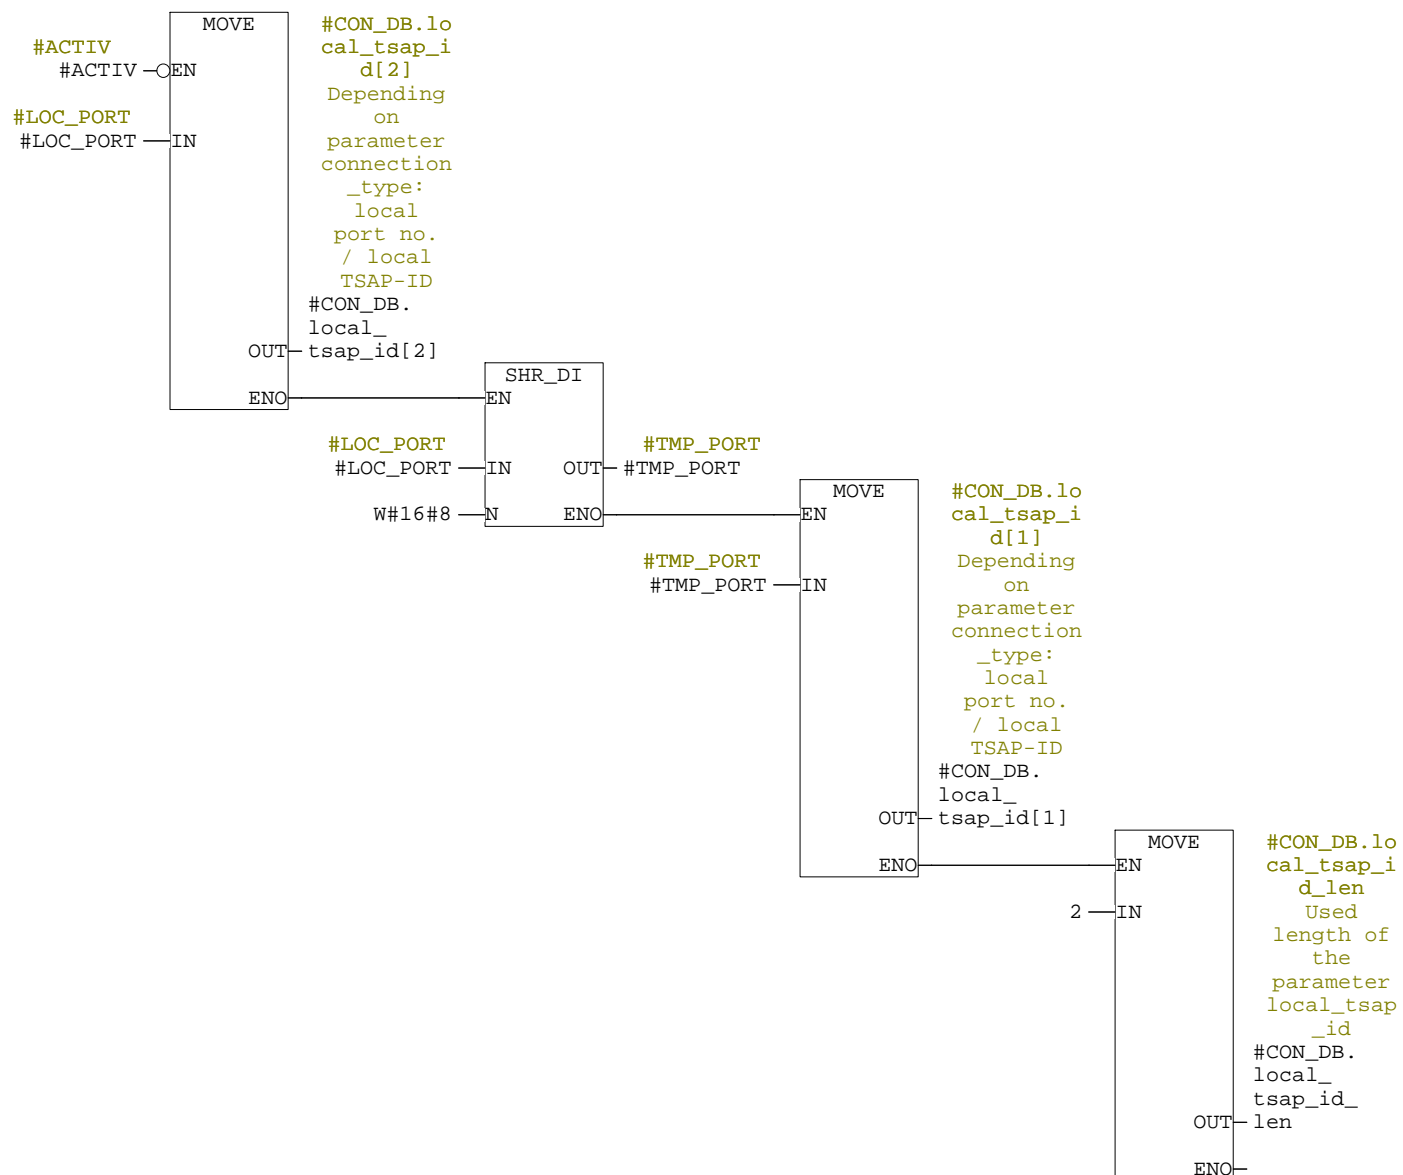 MOVE
#ACTIV
#ACTIV
EN
#LOC_PORT
#LOC_PORT
IN
#CON_DB.lo
cal_tsap_i
d[2]
Depending
on
parameter
connection
_type:
local
port no.
/ local
TSAP-ID
#CON_DB.
local_
OUT
tsap_id[2]
ENO
SHR_DI
EN
#LOC_PORT
#LOC_PORT
IN
OUT
#TMP_PORT
#TMP_PORT
W#16#8
N
ENO
MOVE
EN
#TMP_PORT
#TMP_PORT
IN
#CON_DB.lo
cal_tsap_i
d[1]
Depending
on
parameter
connection
_type:
local
port no.
/ local
TSAP-ID
#CON_DB.
local_
OUT
tsap_id[1]
ENO
MOVE
EN
2
IN
#CON_DB.lo
cal_tsap_i
d_len
Used
length of
the
parameter
local_tsap
_id
#CON_DB.
local_
tsap_id_
OUT
len
ENO